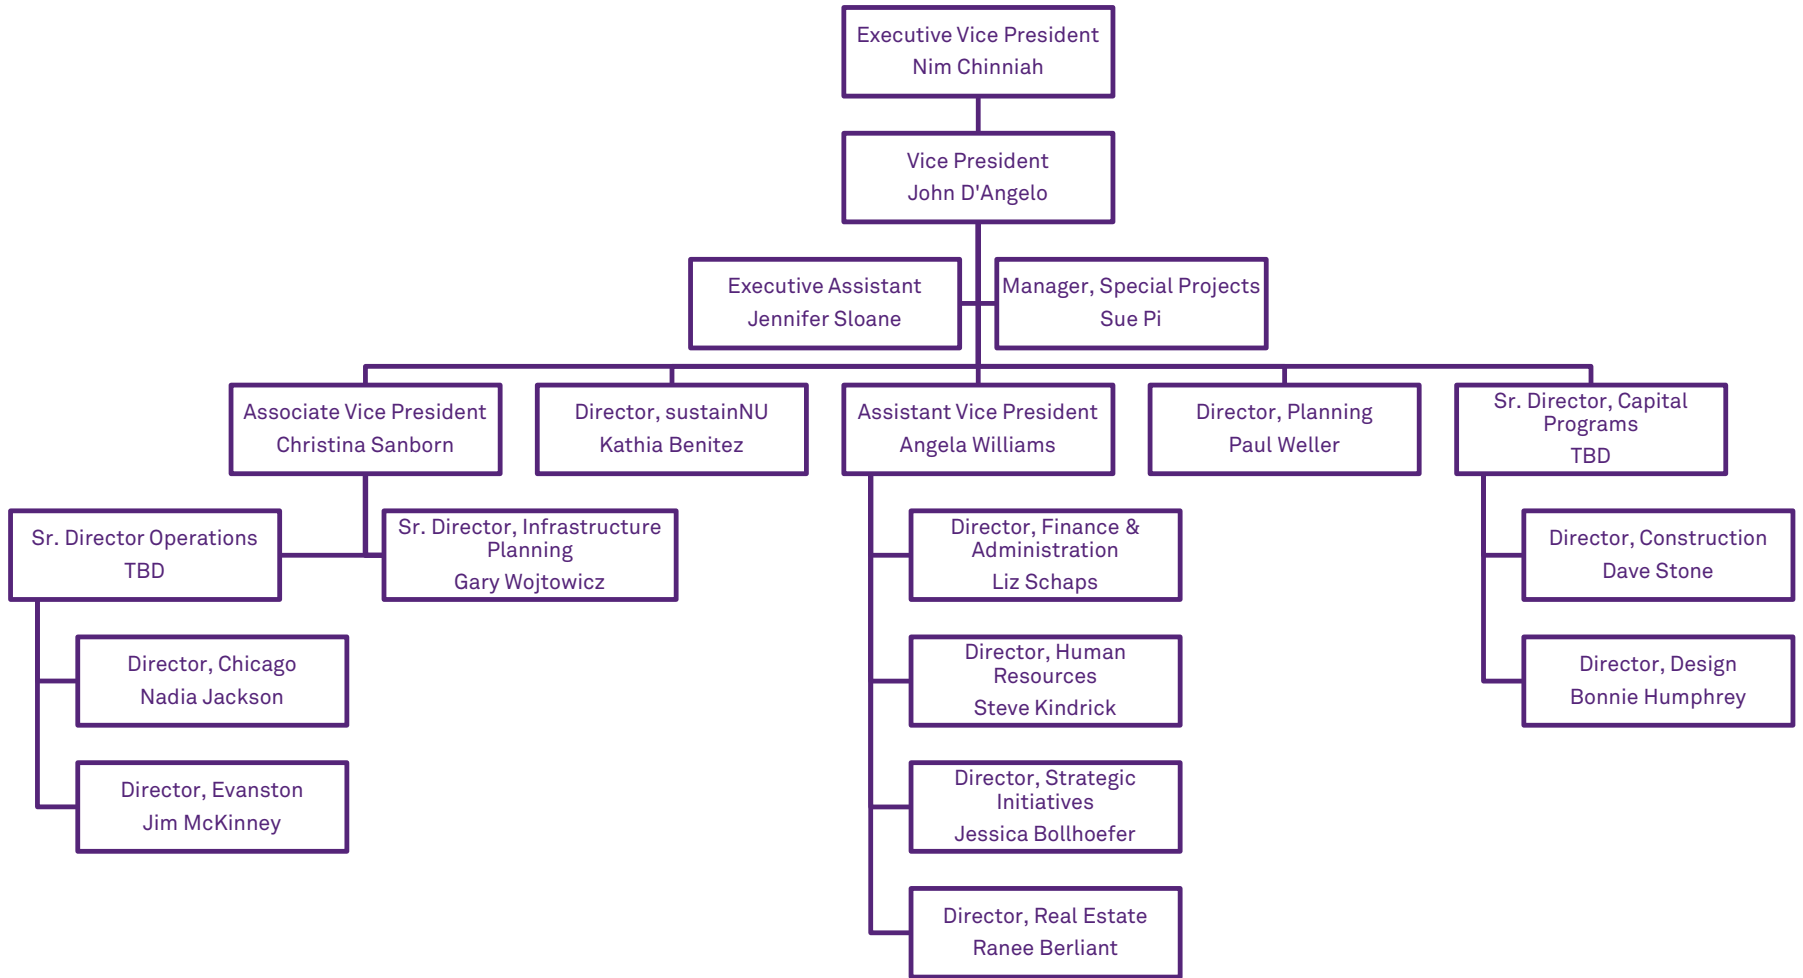 Executive Vice President
Nim Chinniah
Vice President
John D'Angelo
Executive Assistant
Jennifer Sloane
Manager, Special Projects
Sue Pi
Associate Vice President
Christina Sanborn
Director, sustainNU
Kathia Benitez
Assistant Vice President
Angela Williams
Director, Planning
Paul Weller
Sr. Director, Capital
Programs
TBD
Sr. Director Operations
TBD
Sr. Director, Infrastructure
Planning
Gary Wojtowicz
Director, Finance &
Administration
Liz Schaps
Director, Construction
Dave Stone
Director, Chicago
Nadia Jackson
Director, Human
Resources
Steve Kindrick
Director, Design
Bonnie Humphrey
Director, Evanston
Jim McKinney
Director, Strategic
Initiatives
Jessica Bollhoefer
Director, Real Estate
Ranee Berliant